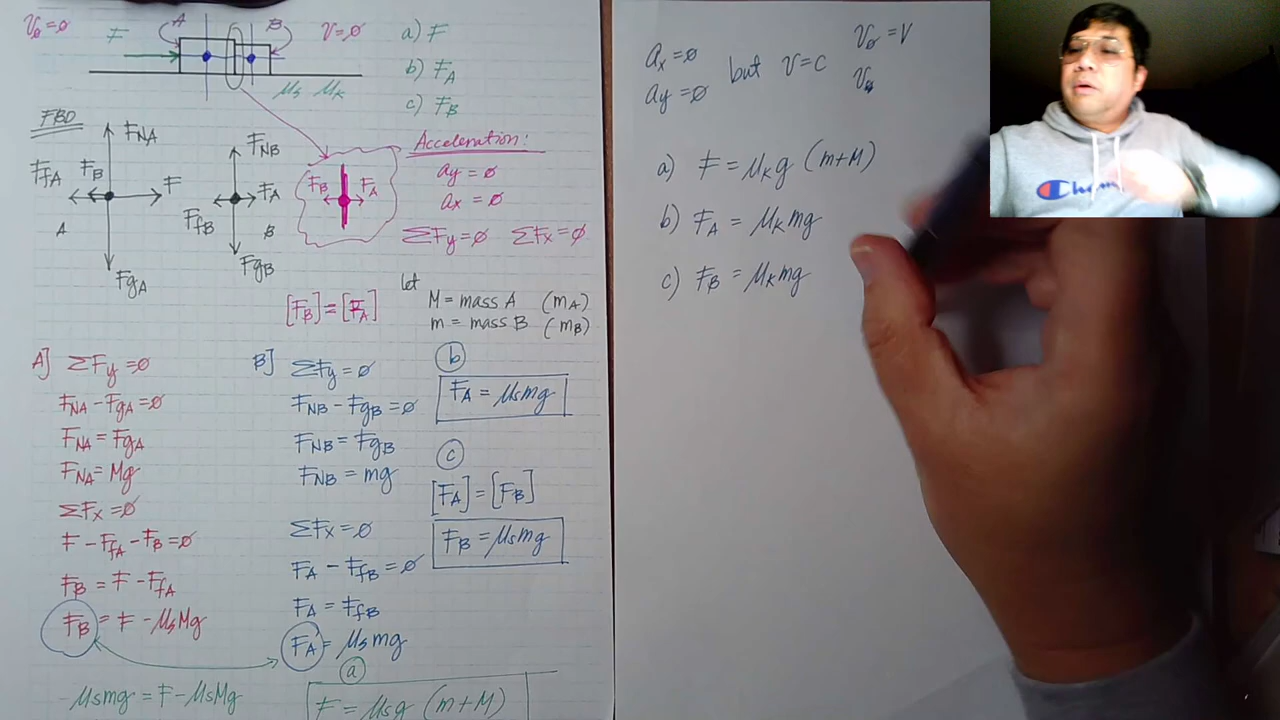 V₀=∅ F A B V=∅
μs μk
a) F
b) F_A
c) F_B
FBD
F_NA
F_fA F_B F
A
F_gA
F_NB
F_A
F_fB B
F_gB
F_B F_A
Acceleration:
ay=∅
ax=∅
ΣFy=∅ ΣFx=∅
[F_B]=[F_A]
let
M = mass A (m_A)
m = mass B (m_B)
A] ΣFy=∅
F_NA-F_gA=∅
F_NA=F_gA
F_NA=Mg
ΣFx=∅
F-F_fA-F_B=∅
F_B=F-F_fA
F_B=F-μsMg
μsmg=F-μsMg
B] ΣFy=∅
F_NB-F_gB=∅
F_NB=F_gB
F_NB=mg
ΣFx=∅
F_A-F_fB=∅
F_A=F_fB
F_A=μsmg
b
F_A=μsmg
c
[F_A]=[F_B]
F_B=μsmg
a
F=μsg(m+M)
ax=∅
ay=∅
but V=C
V₀=V
a) F=μkg(m+M)
b) F_A=μkmg
c) F_B=μkmg